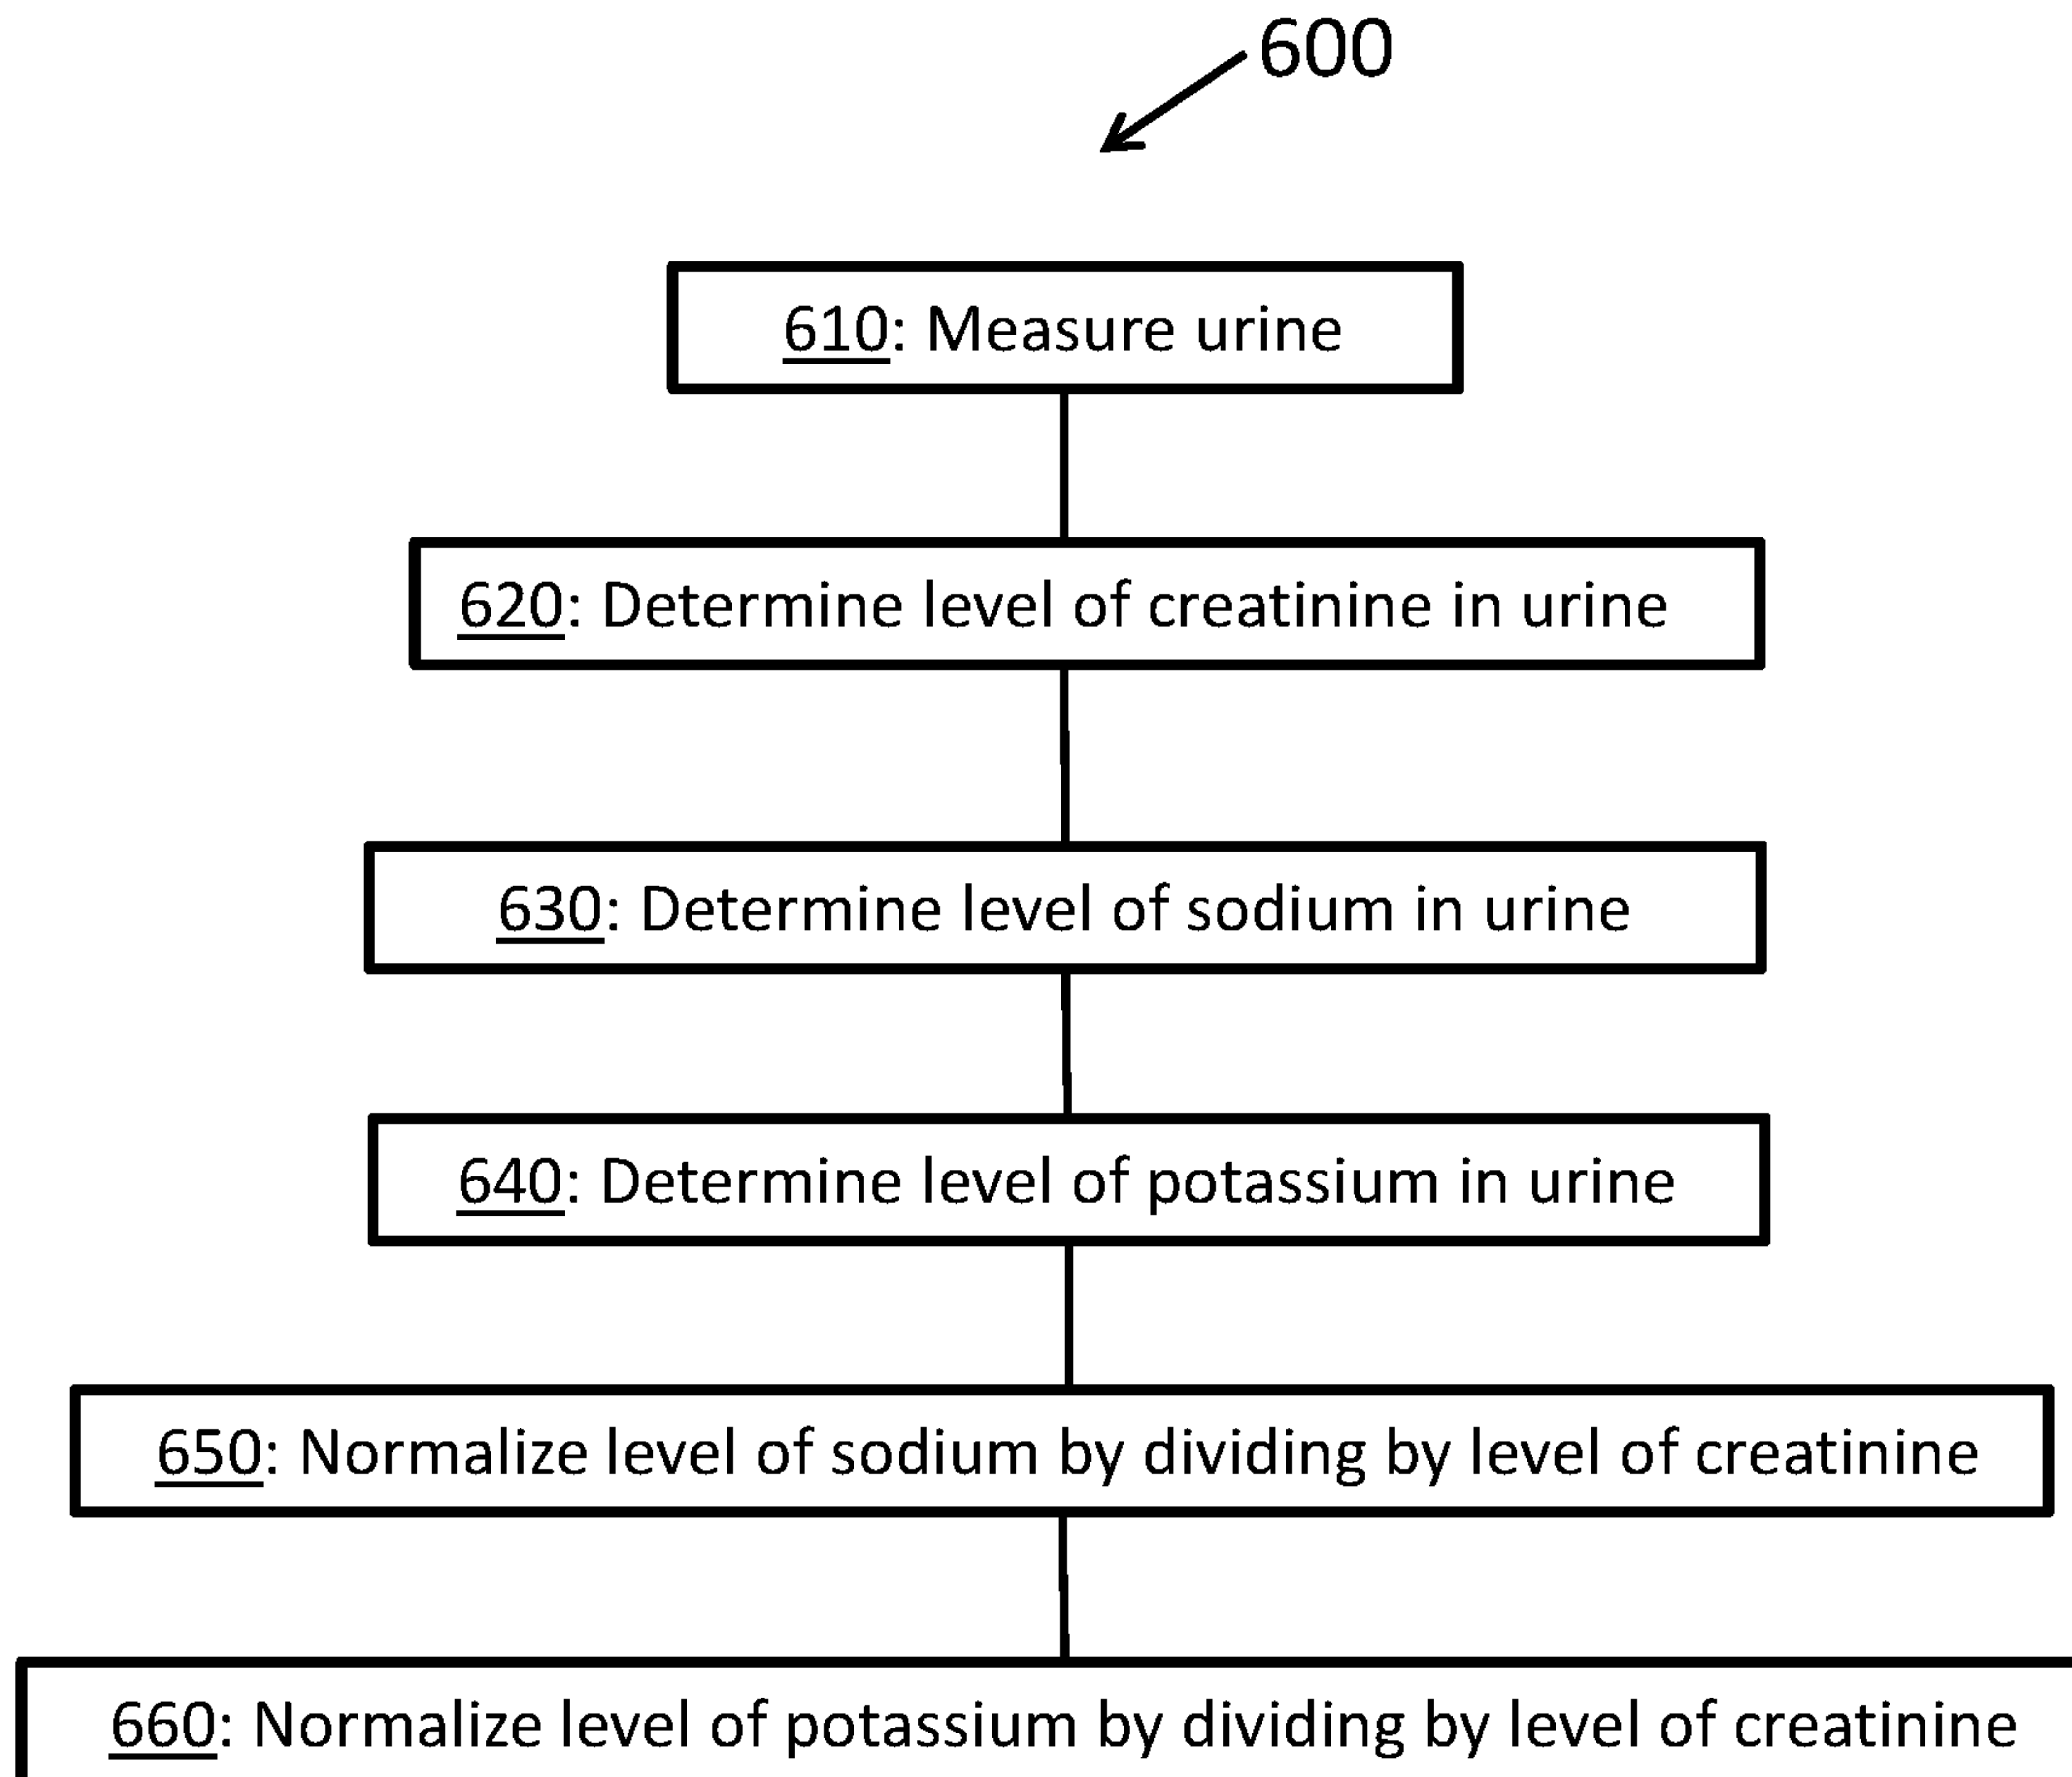 600
610: Measure urine
620: Determine level of creatinine in urine
630: Determine level of sodium in urine
640: Determine level of potassium in urine
650: Normalize level of sodium by dividing by level of creatinine
660: Normalize level of potassium by dividing by level of creatinine